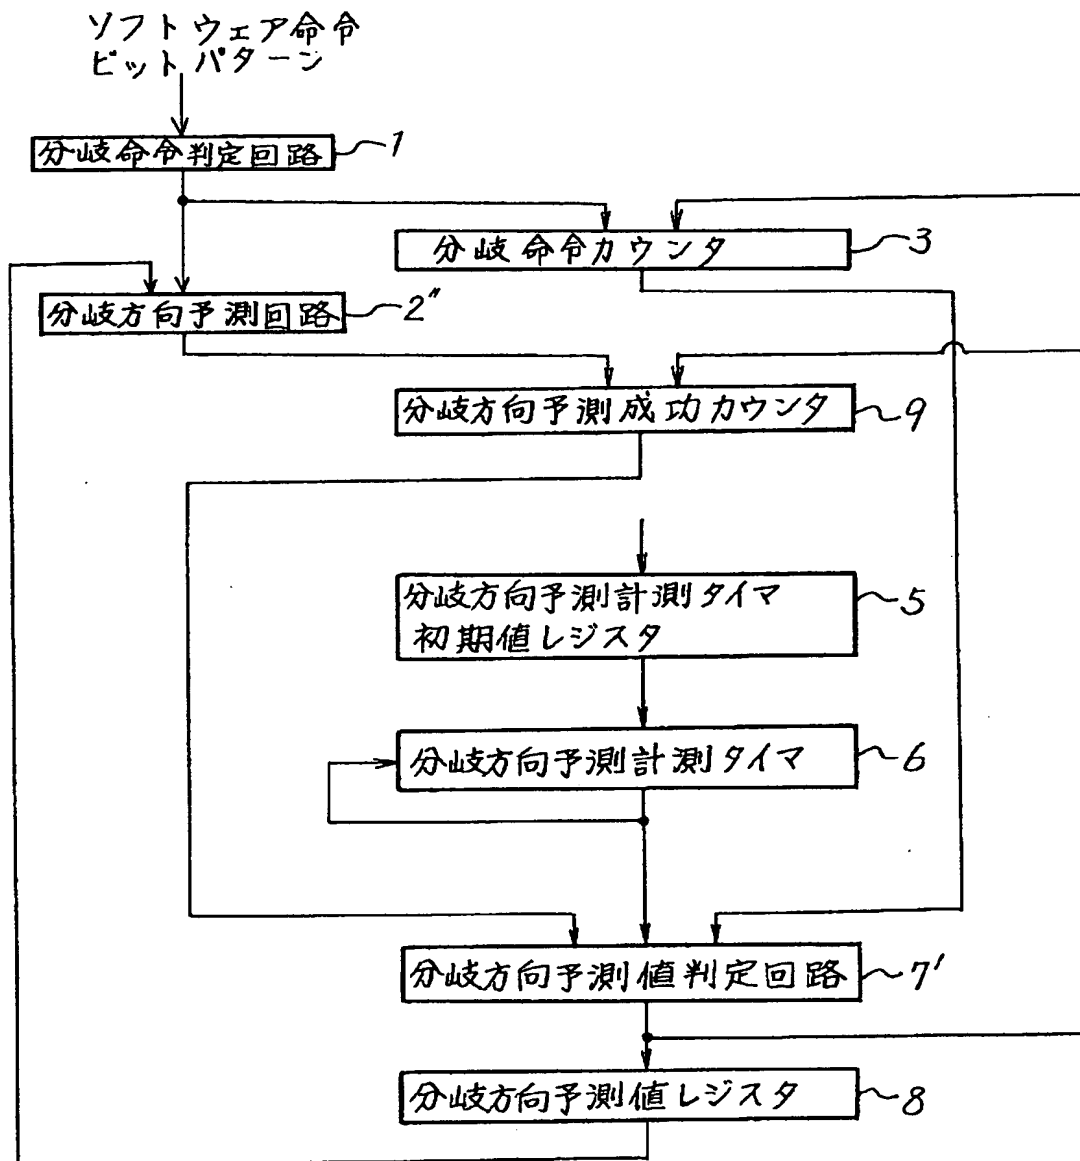 ソフトウェア命令
ビットパターン
分岐命令判定回路 1
分岐命令カウンタ 3
分岐方向予測回路 2"
分岐方向予測成功カウンタ 9
分岐方向予測計測タイマ 5
初期値レジスタ
分岐方向予測計測タイマ 6
分岐方向予測値判定回路 7'
分岐方向予測値レジスタ 8